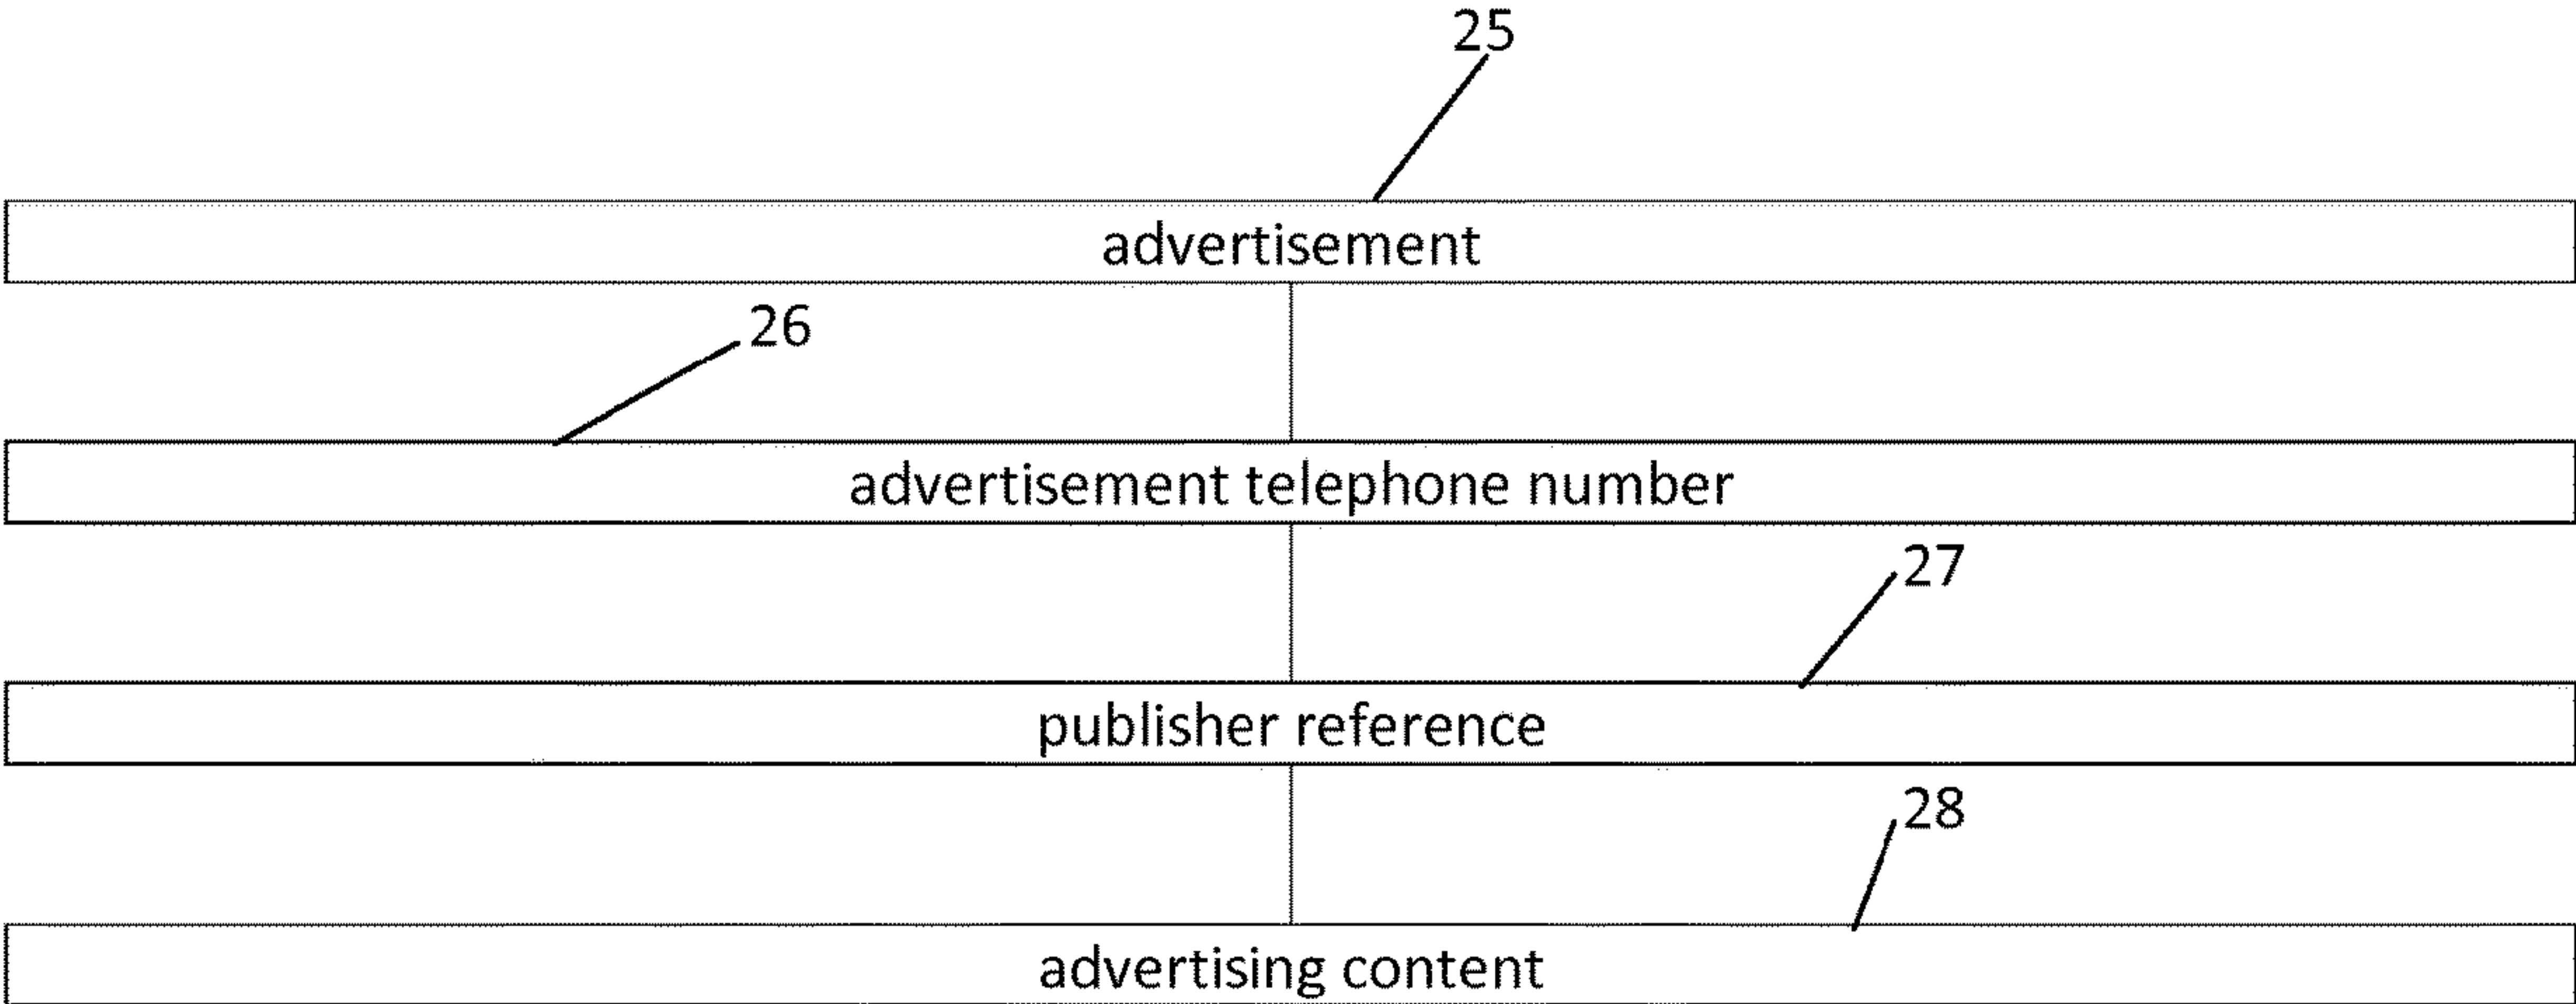 25
advertisement
26
advertisement telephone number
27
publisher reference
28
advertising content